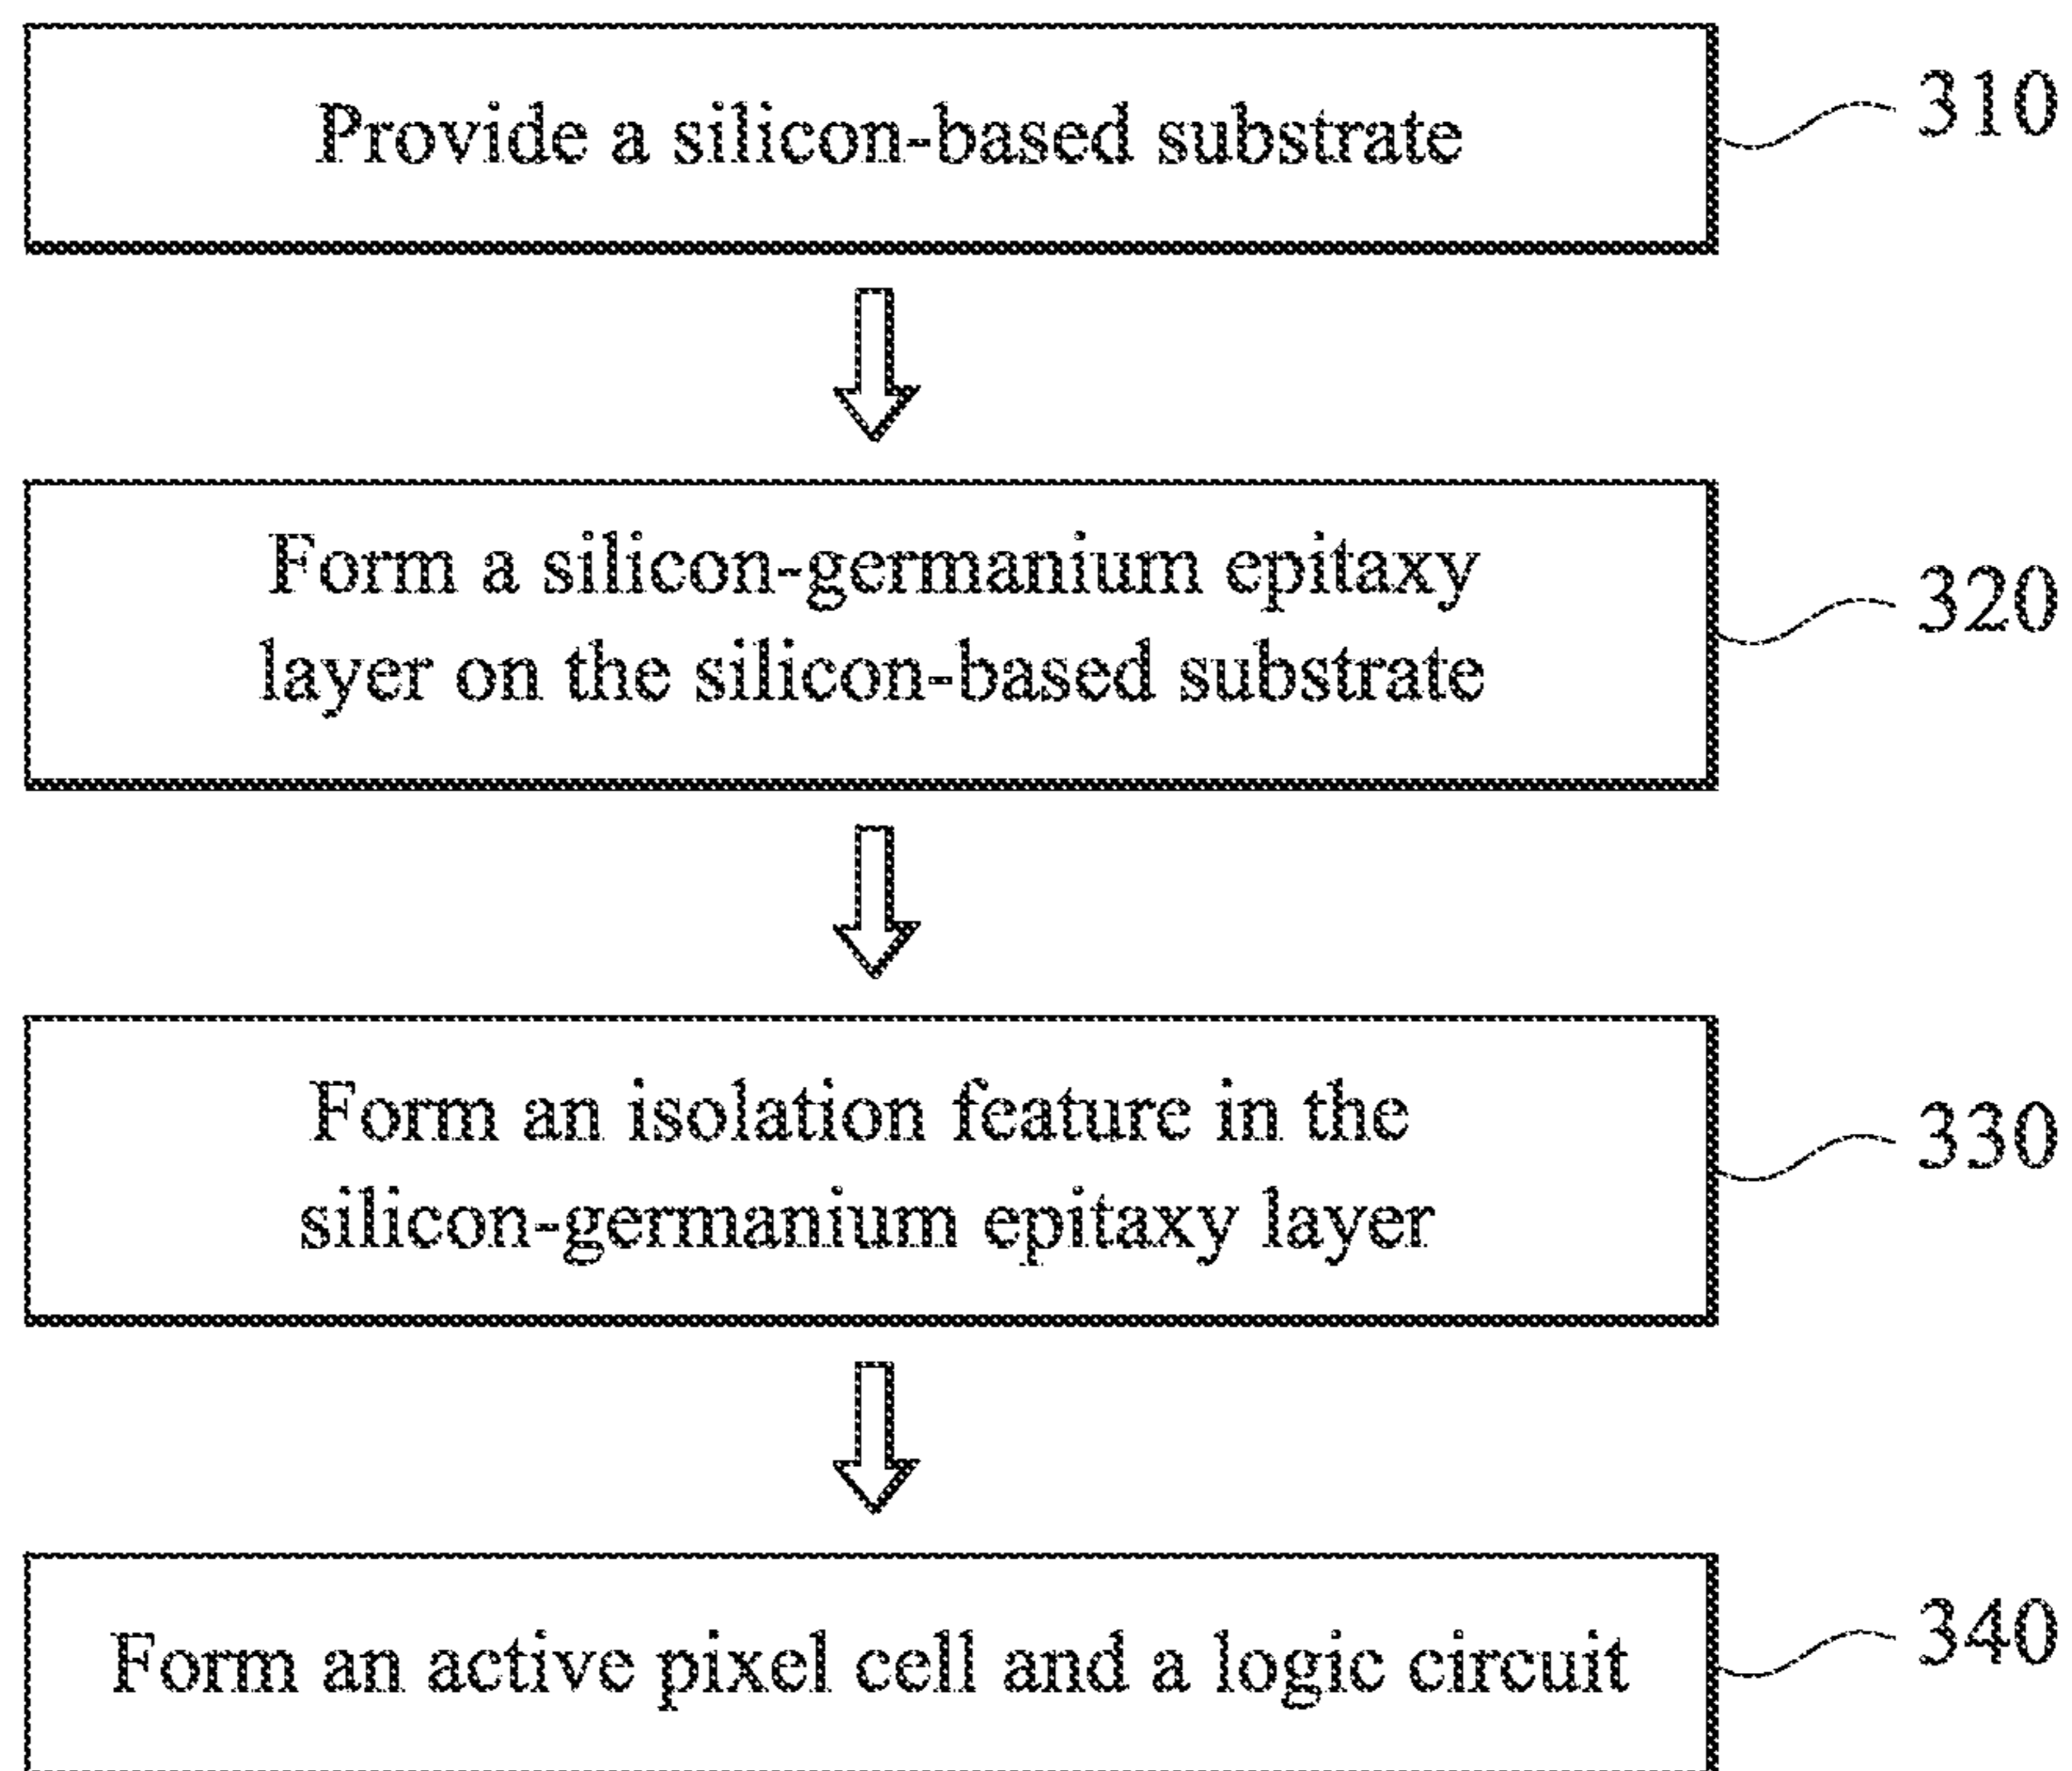 Provide a silicon-based substrate
310
Form a silicon-germanium epitaxy
layer on the silicon-based substrate
320
Form an isolation feature in the
silicon-germanium epitaxy layer
330
Form an active pixel cell and a logic circuit
340